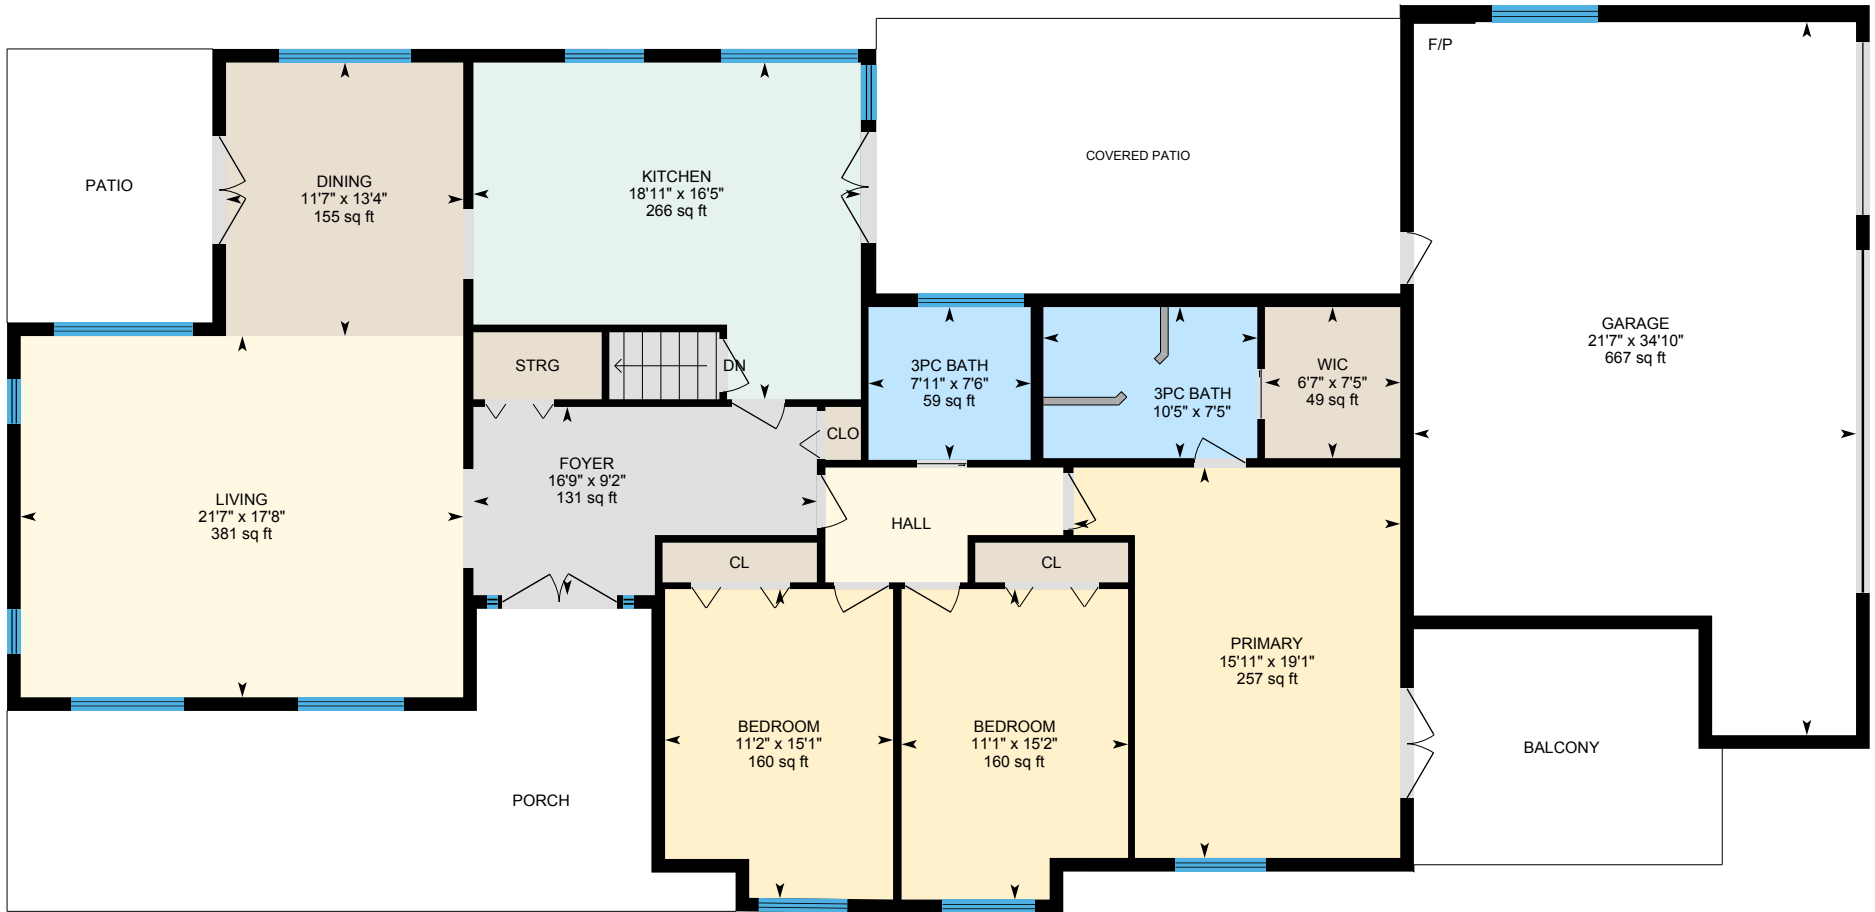 F/P
PATIO
DINING
11'7" x 13'4"
155 sq ft
KITCHEN
18'11" x 16'5"
266 sq ft
COVERED PATIO
GARAGE
21'7" x 34'10"
667 sq ft
STRG
DN
3PC BATH
7'11" x 7'6"
59 sq ft
3PC BATH
10'5" x 7'5"
WIC
6'7" x 7'5"
49 sq ft
CLO
LIVING
21'7" x 17'8"
381 sq ft
FOYER
16'9" x 9'2"
131 sq ft
HALL
CL
CL
PRIMARY
15'11" x 19'1"
257 sq ft
BEDROOM
11'2" x 15'1"
160 sq ft
BEDROOM
11'1" x 15'2"
160 sq ft
BALCONY
PORCH